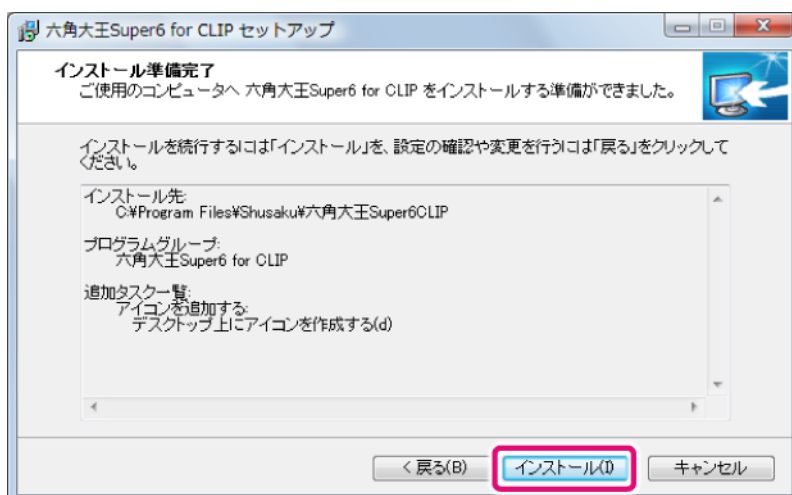 六角大王Super6 for CLIP セットアップ
インストール準備完了
ご使用のコンピュータへ 六角大王Super6 for CLIP をインストールする準備ができました。
インストールを続行するには「インストール」を、設定の確認や変更を行うには「戻る」をクリックして
ください。
インストール先:
C:¥Program Files¥Shusaku¥六角大王Super6CLIP
プログラムグループ:
六角大王Super6 for CLIP
追加タスク一覧:
アイコンを追加する:
デスクトップ上にアイコンを作成する(d)
< 戻る(B)
インストール(I)
キャンセル